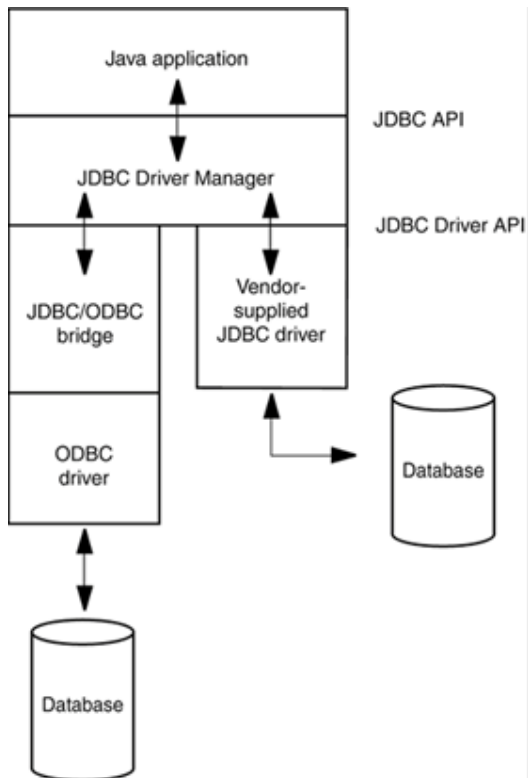 Java application
JDBC API
JDBC Driver Manager
JDBC Driver API
JDBC/ODBC
bridge
Vendor-
supplied
JDBC driver
ODBC
driver
Database
Database